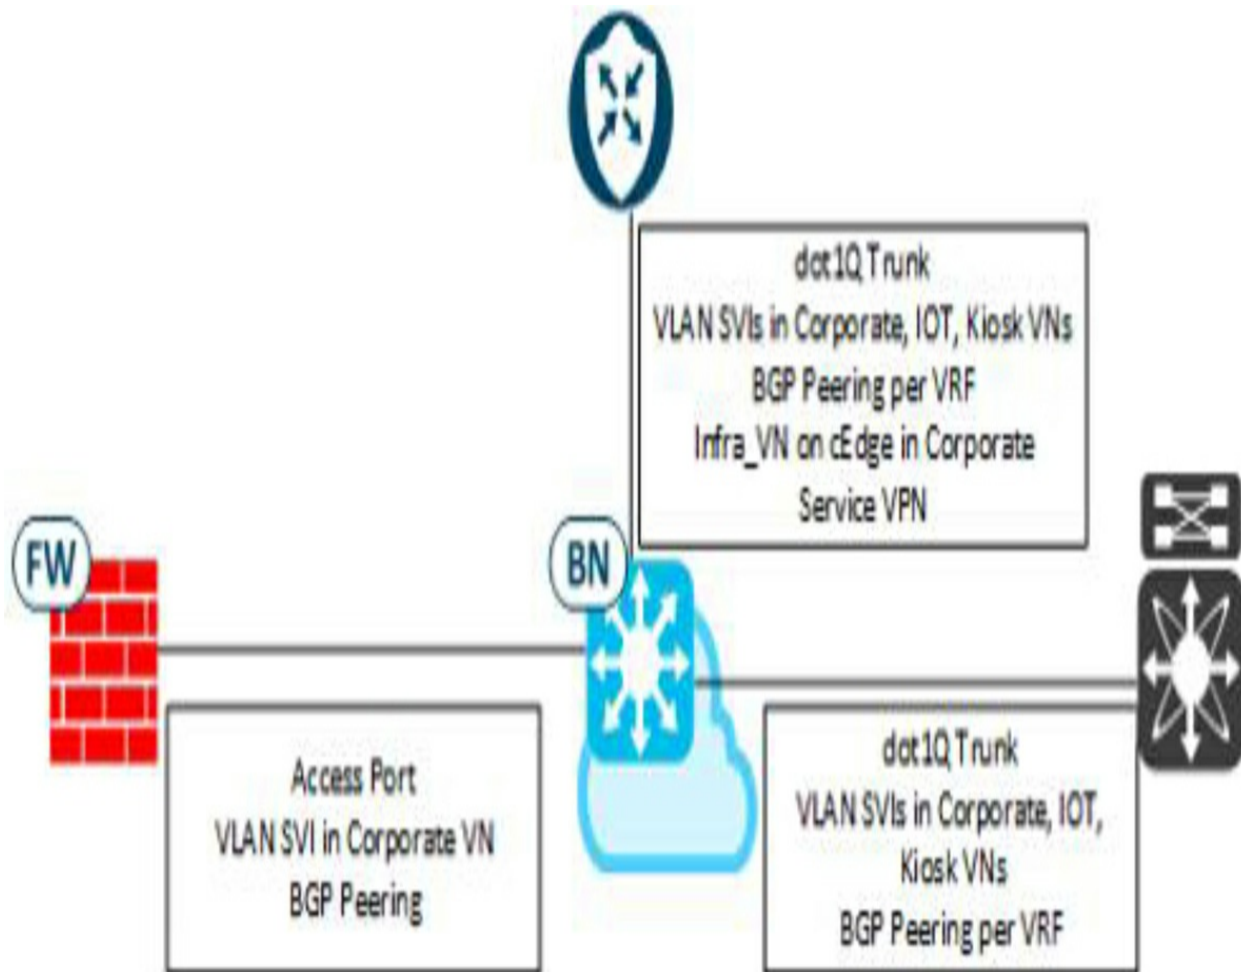 dot1Q Trunk
VLAN SVIs in Corporate, IOT, Kiosk VNs
BGP Peering per VRF
Infra_VN on cEdge in Corporate
Service VPN
FW
BN
Access Port
VLAN SVI in Corporate VN
BGP Peering
dot1Q Trunk
VLAN SVIs in Corporate, IOT,
Kiosk VNs
BGP Peering per VRF